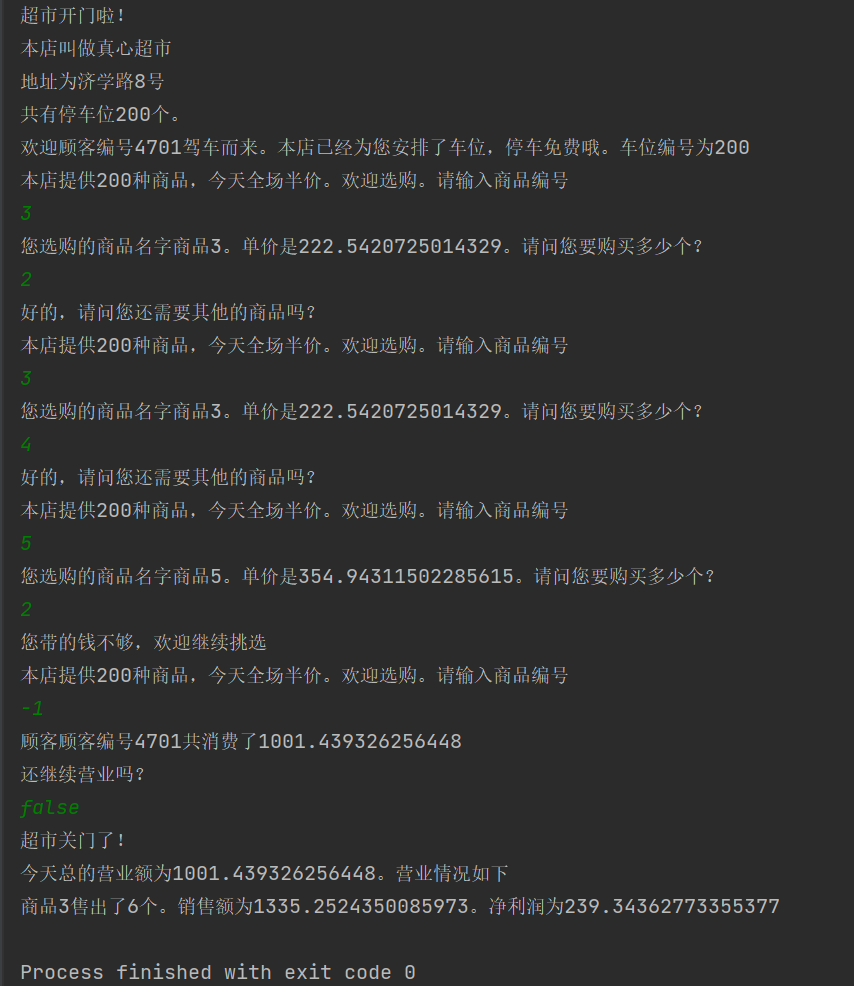 超市开门啦！
本店叫做真心超市
地址为济学路8号
共有停车位200个。
欢迎顾客编号4701驾车而来。本店已经为您安排了车位，停车免费哦。车位编号为200
本店提供200种商品，今天全场半价。欢迎选购。请输入商品编号
3
您选购的商品名字商品3。单价是222.5420725014329。请问您要购买多少个？
2
好的，请问您还需要其他的商品吗？
本店提供200种商品，今天全场半价。欢迎选购。请输入商品编号
3
您选购的商品名字商品3。单价是222.5420725014329。请问您要购买多少个？
4
好的，请问您还需要其他的商品吗？
本店提供200种商品，今天全场半价。欢迎选购。请输入商品编号
5
您选购的商品名字商品5。单价是354.94311502285615。请问您要购买多少个？
2
您带的钱不够，欢迎继续挑选
本店提供200种商品，今天全场半价。欢迎选购。请输入商品编号
-1
顾客顾客编号4701共消费了1001.439326256448
还继续营业吗？
false
超市关门了！
今天总的营业额为1001.439326256448。营业情况如下
商品3售出了6个。销售额为1335.2524350085973。净利润为239.34362773355377
Process finished with exit code 0